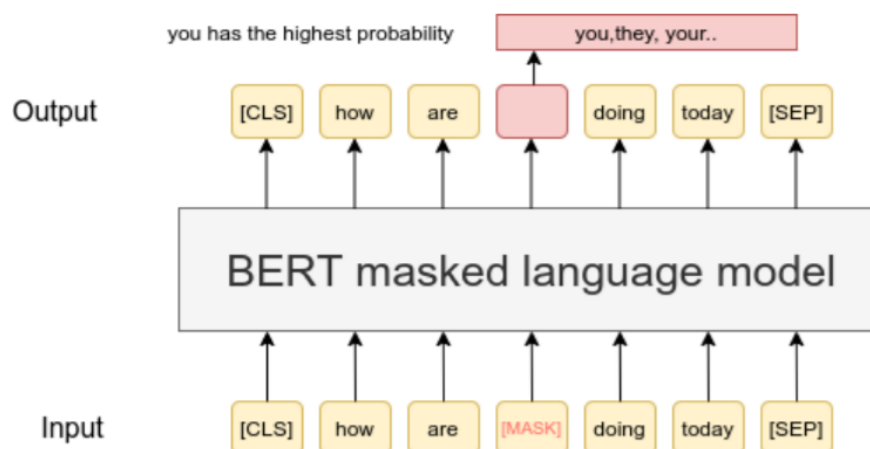 you has the highest probability
you,they, your..
Output
[CLS] how are doing today [SEP]
BERT masked language model
Input
[CLS] how are [MASK] doing today [SEP]